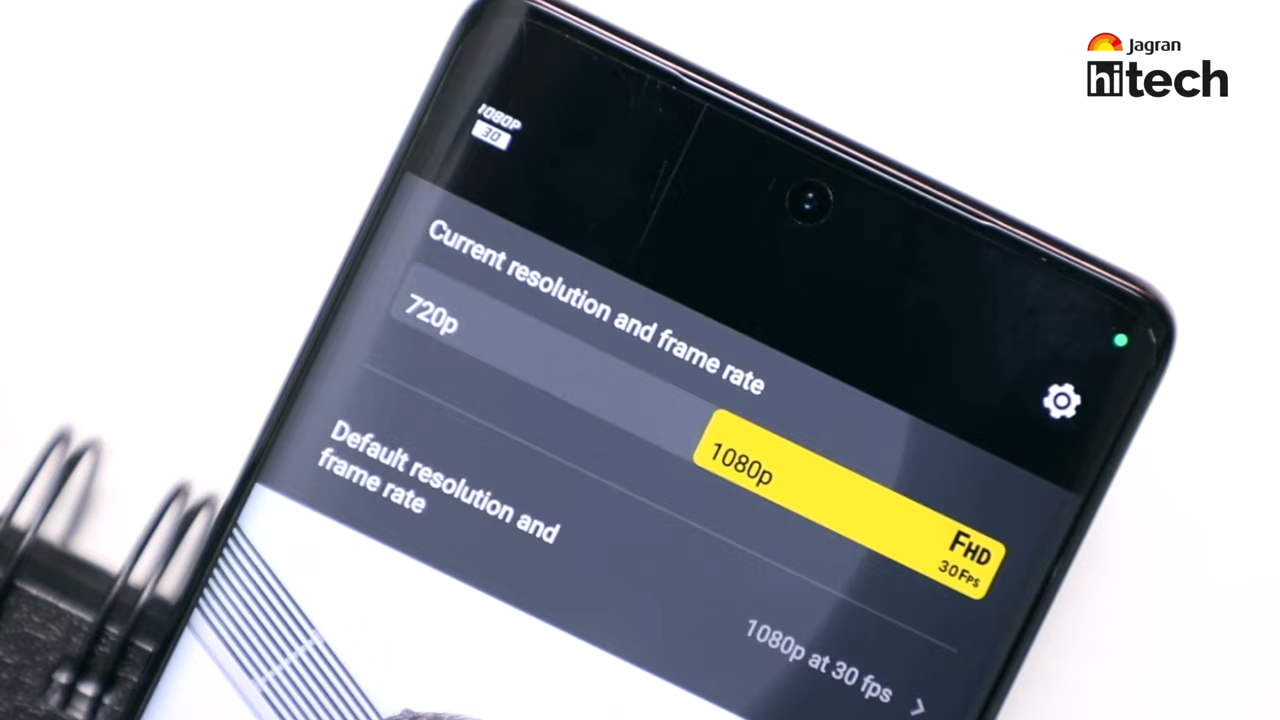 Jagran
hitech
1080P
30
Current resolution and frame rate
720p
1080p
FHD
30FPS
Default resolution and
frame rate
1080p at 30 fps